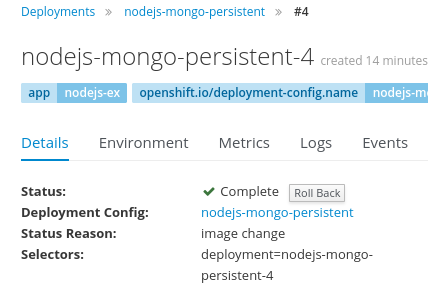 Deployments » nodejs-mongo-persistent » #4
nodejs-mongo-persistent-4 created 14 minutes
app nodejs-ex openshift.io/deployment-config.name
Details Environment Metrics Logs Events
Status: Complete Roll Back
Deployment Config: nodejs-mongo-persistent
Status Reason: image change
Selectors: deployment=nodejs-mongo-
persistent-4